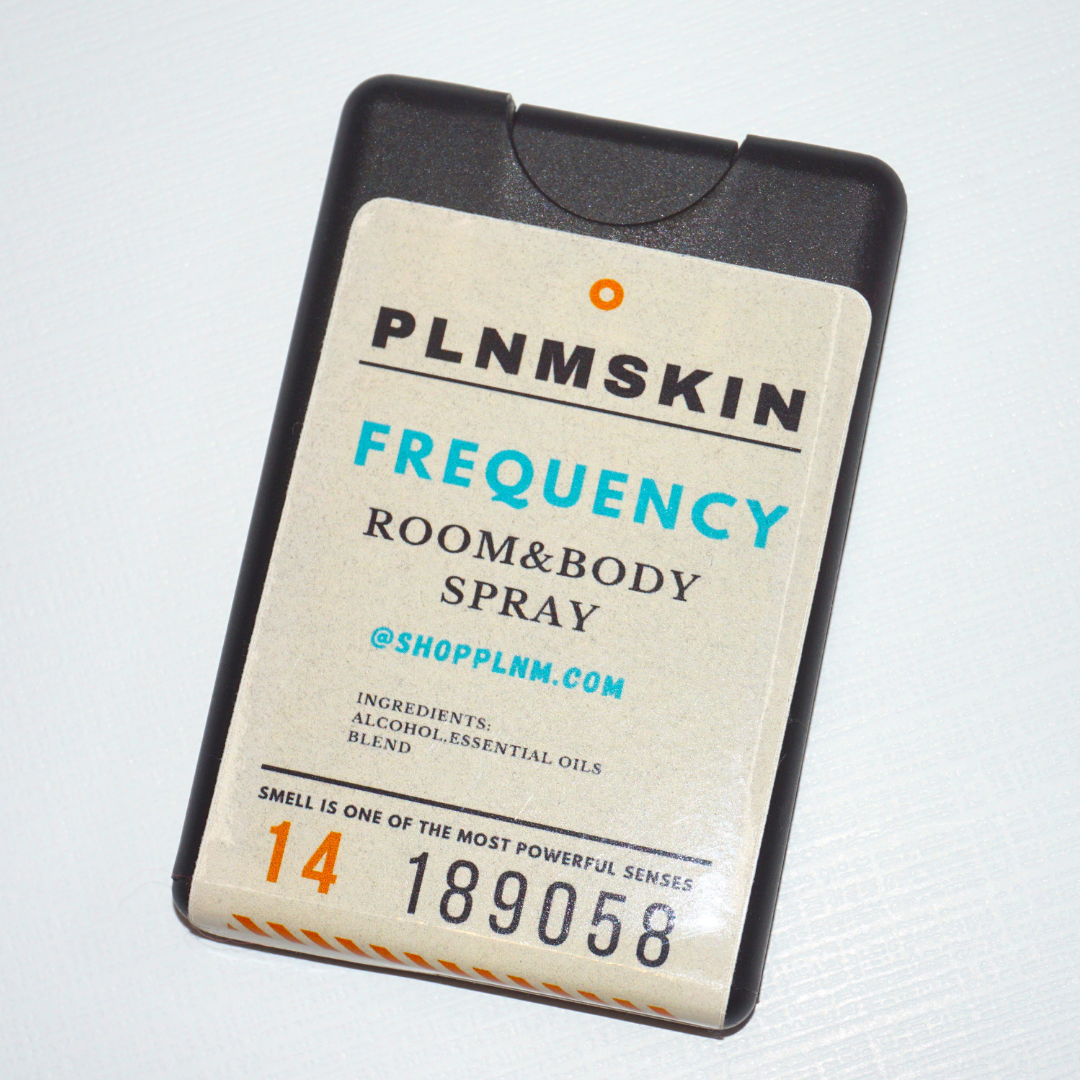 PLNMSKIN
FREQUENCY
ROOM&BODY
SPRAY
@SHOPPLNM.COM
INGREDIENTS:
ALCOHOL,ESSENTIAL OILS
BLEND
SMELL IS ONE OF THE MOST POWERFUL SENSES
14 189058